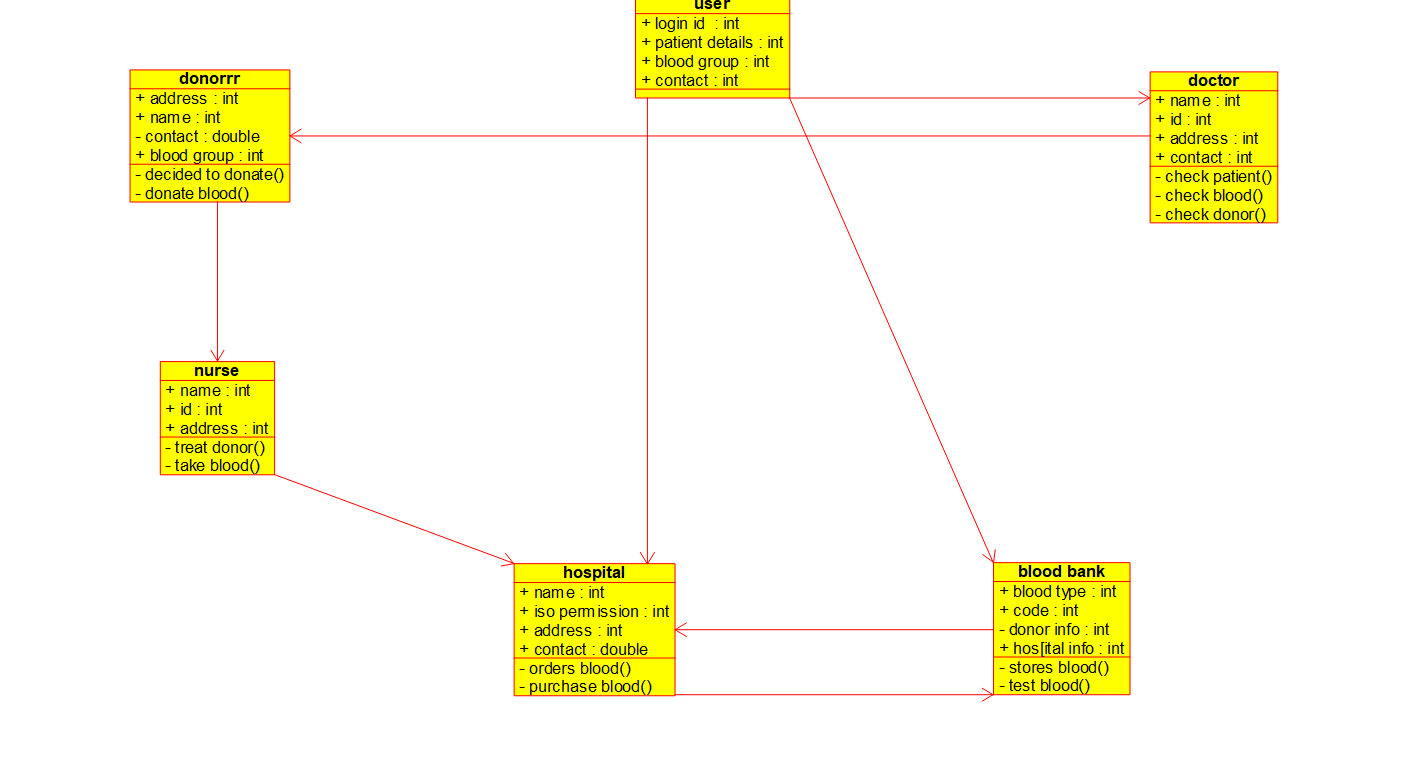 user
+ login id  : int
+ patient details : int
+ blood group : int
+ contact : int
donorrr
+ address : int
+ name : int
- contact : double
+ blood group : int
- decided to donate()
- donate blood()
doctor
+ name : int
+ id : int
+ address : int
+ contact : int
- check patient()
- check blood()
- check donor()
nurse
+ name : int
+ id : int
+ address : int
- treat donor()
- take blood()
hospital
+ name : int
+ iso permission : int
+ address : int
+ contact : double
- orders blood()
- purchase blood()
blood bank
+ blood type : int
+ code : int
- donor info : int
+ hos[ital info : int
- stores blood()
- test blood()